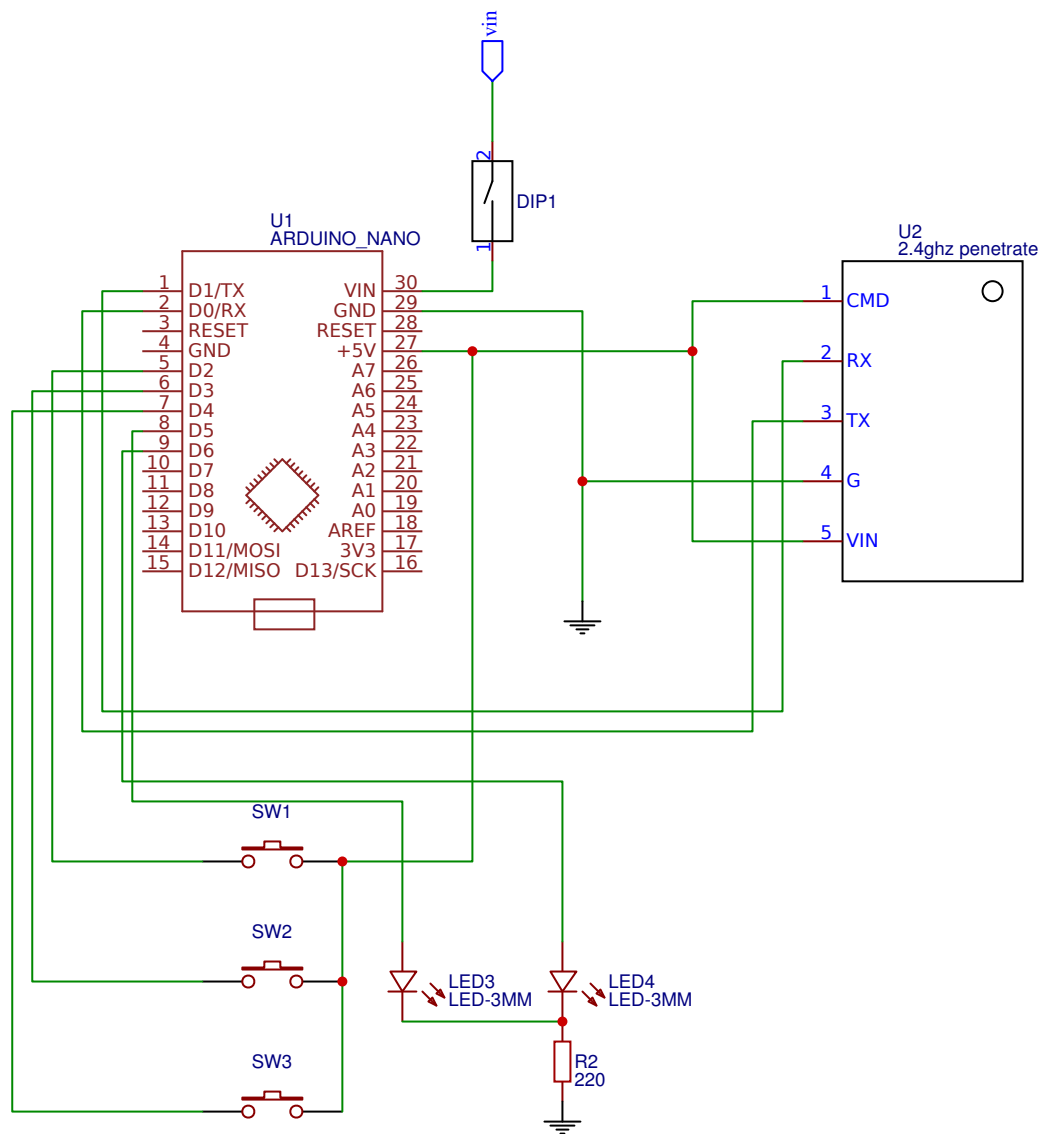 vin
2
1
DIP1
U1
ARDUINO_NANO
1 D1/TX
2 D0/RX
3 RESET
4 GND
5 D2
6 D3
7 D4
8 D5
9 D6
10 D7
11 D8
12 D9
13 D10
14 D11/MOSI
15 D12/MISO
VIN 30
GND 29
RESET 28
+5V 27
A7 26
A6 25
A5 24
A4 23
A3 22
A2 21
A1 20
A0 19
AREF 18
3V3 17
D13/SCK 16
U2
2.4ghz penetrate
1 CMD
2 RX
3 TX
4 G
5 VIN
SW1
SW2
SW3
LED3
LED-3MM
LED4
LED-3MM
R2
220